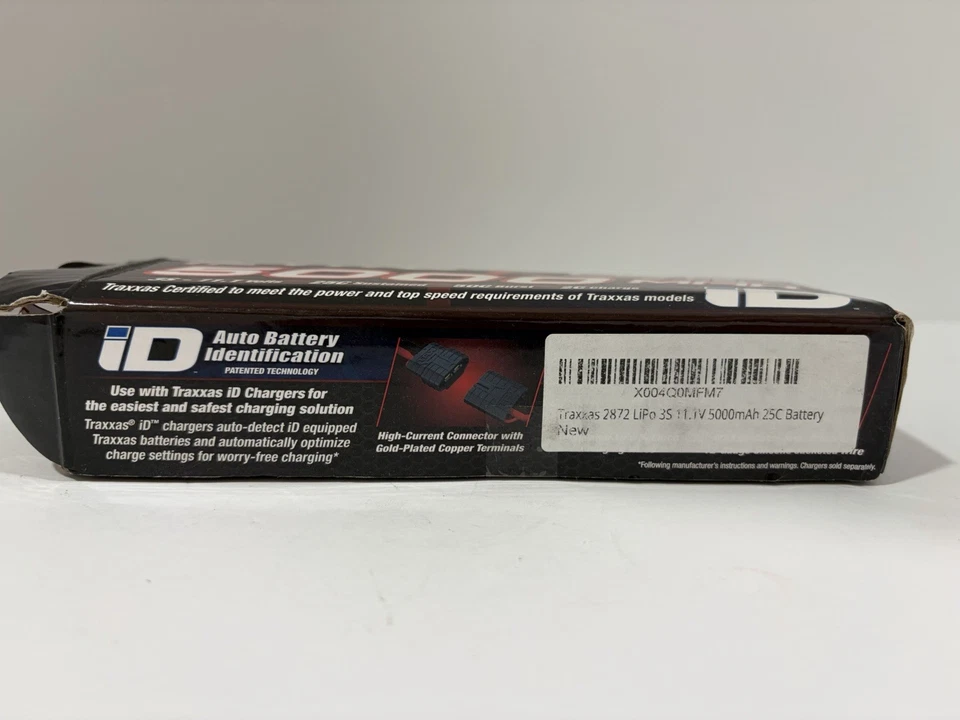 Traxxas Certified to meet the power and top speed requirements of Traxxas models
iD
iD
Auto Battery
Identification
PATENTED TECHNOLOGY
Use with Traxxas iD Chargers for
the easiest and safest charging solution
Traxxas® iD™ chargers auto-detect iD equipped
Traxxas batteries and automatically optimize
charge settings for worry-free charging*
High-Current Connector with
Gold-Plated Copper Terminals
X004Q0MFM7
Traxxas 2872 LiPo 3S 11.1V 5000mAh 25C Battery
New
wire
*Following manufacturer's instructions and warnings. Chargers sold separately.